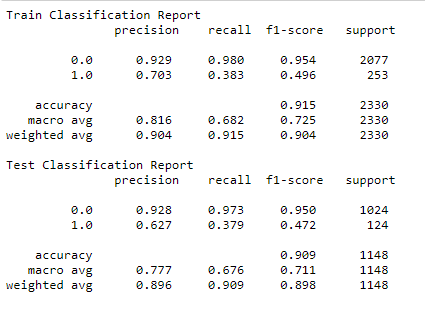 Train Classification Report
precision recall f1-score support
0.0 0.929 0.980 0.954 2077
1.0 0.703 0.383 0.496 253
accuracy 0.915 2330
macro avg 0.816 0.682 0.725 2330
weighted avg 0.904 0.915 0.904 2330
Test Classification Report
precision recall f1-score support
0.0 0.928 0.973 0.950 1024
1.0 0.627 0.379 0.472 124
accuracy 0.909 1148
macro avg 0.777 0.676 0.711 1148
weighted avg 0.896 0.909 0.898 1148